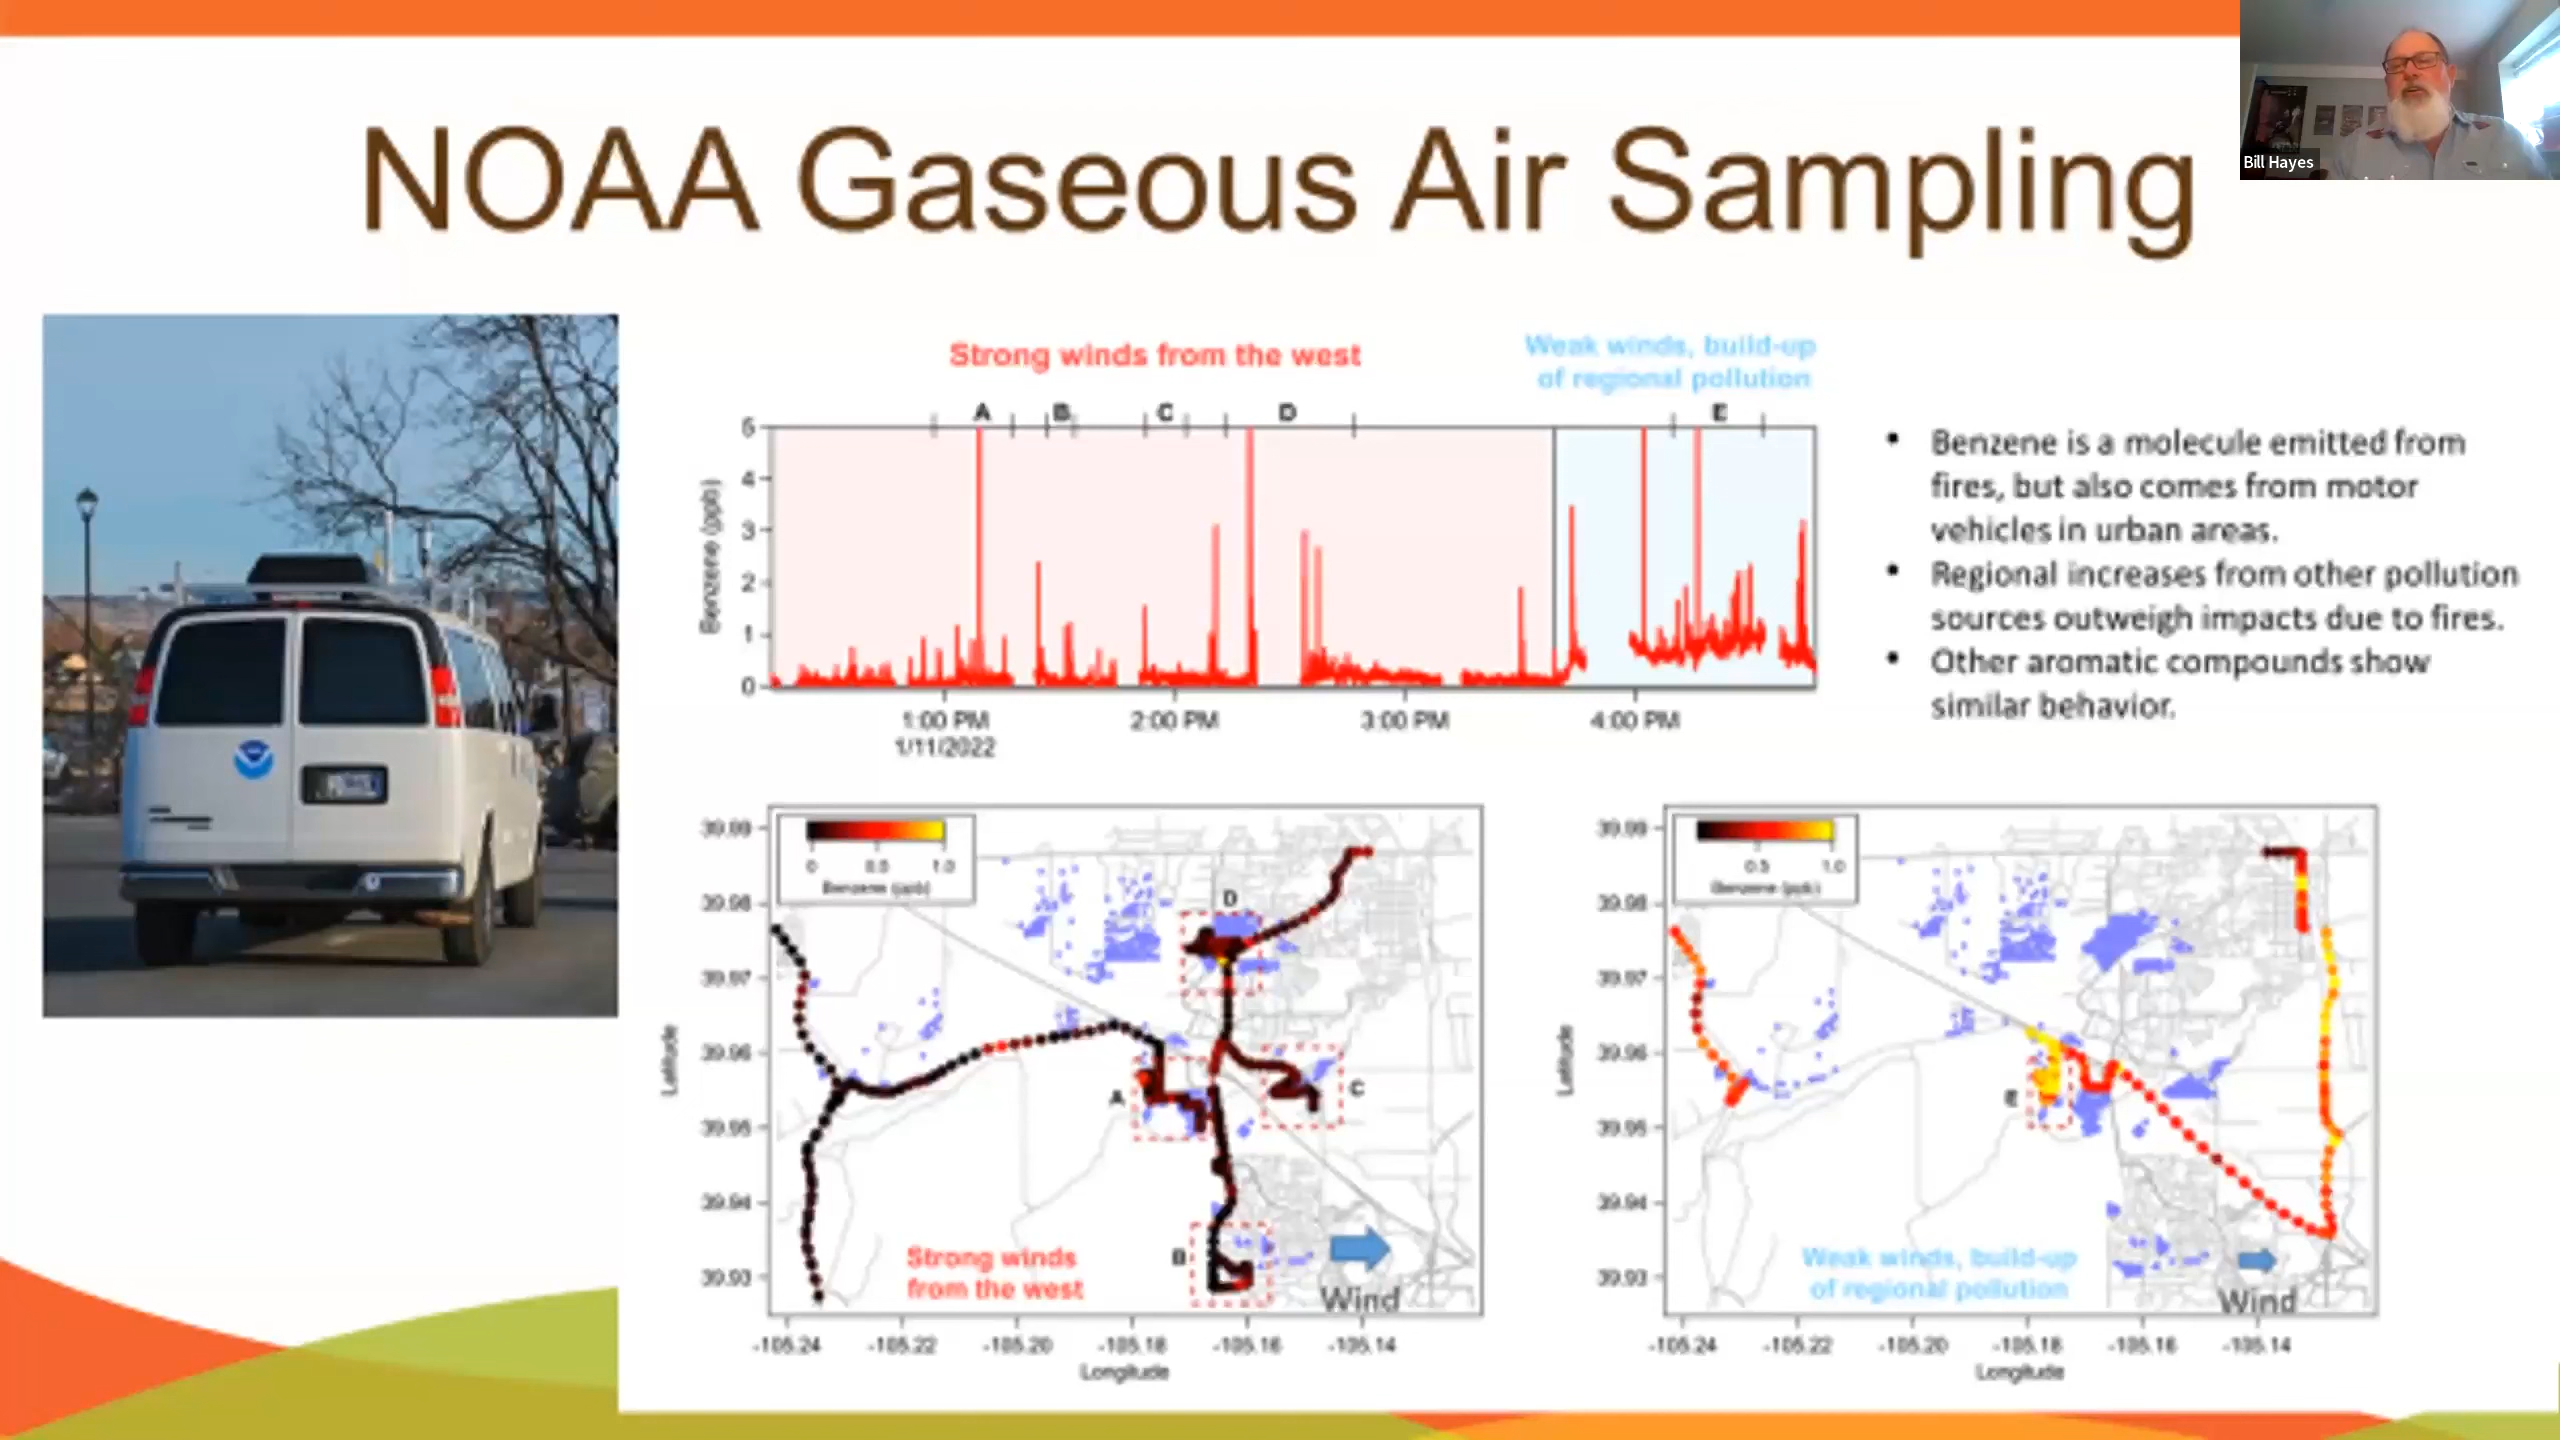 NOAA Gaseous Air Sampling
Bill Hayes
Strong winds from the west
Weak winds, build-up
of regional pollution
A
B
C
D
E
5
4
3
2
1
0
Benzene (ppb)
1:00 PM
2:00 PM
3:00 PM
4:00 PM
1/11/2022
• Benzene is a molecule emitted from
fires, but also comes from motor
vehicles in urban areas.
• Regional increases from other pollution
sources outweigh impacts due to fires.
• Other aromatic compounds show
similar behavior.
39.99
39.98
39.97
39.96
39.95
39.94
39.93
Latitude
0
0.5
1.0
Benzene (ppb)
D
A
C
B
Strong winds
from the west
Wind
-105.24
-105.22
-105.20
-105.18
-105.16
-105.14
Longitude
39.99
39.98
39.97
39.96
39.95
39.94
39.93
Latitude
0.5
1.0
Benzene (ppb)
E
Weak winds, build-up
of regional pollution
Wind
-105.24
-105.22
-105.20
-105.18
-105.16
-105.14
Longitude